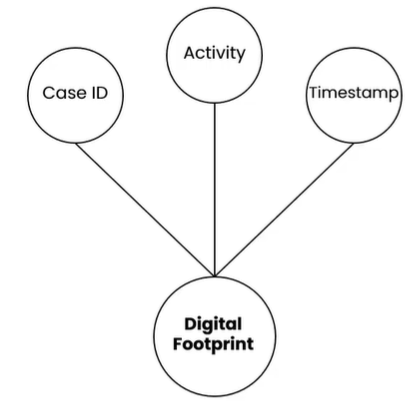 Case ID
Activity
Timestamp
Digital
Footprint